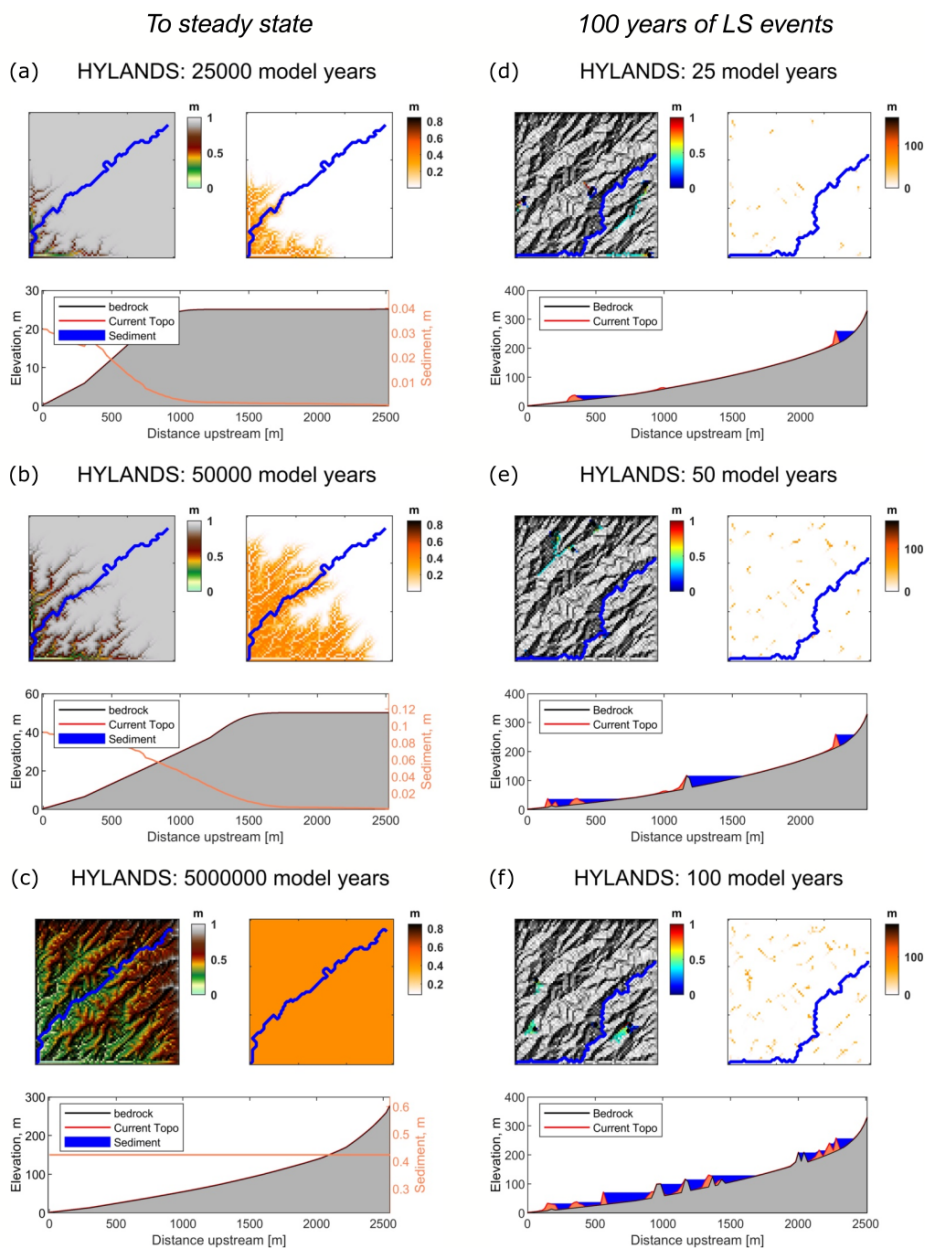 To steady state
100 years of LS events
(a) HYLANDS: 25000 model years
m
1
0.5
0
m
0.8
0.6
0.4
0.2
30
20
10
0
Elevation, m
bedrock
Current Topo
Sediment
0.04
0.03
0.02
0.01
Sediment, m
0 500 1000 1500 2000 2500
Distance upstream [m]
(b) HYLANDS: 50000 model years
m
1
0.5
0
m
0.8
0.6
0.4
0.2
60
40
20
0
Elevation, m
bedrock
Current Topo
Sediment
0.12
0.1
0.08
0.06
0.04
0.02
Sediment, m
0 500 1000 1500 2000 2500
Distance upstream [m]
(c) HYLANDS: 5000000 model years
m
1
0.5
0
m
0.8
0.6
0.4
0.2
300
200
100
0
Elevation, m
bedrock
Current Topo
Sediment
0.6
0.5
0.4
0.3
Sediment, m
0 500 1000 1500 2000 2500
Distance upstream [m]
(d) HYLANDS: 25 model years
m
1
0.5
0
m
100
0
400
300
200
100
0
Elevation, m
Bedrock
Current Topo
0 500 1000 1500 2000
Distance upstream [m]
(e) HYLANDS: 50 model years
m
1
0.5
0
m
100
0
400
300
200
100
0
Elevation, m
Bedrock
Current Topo
0 500 1000 1500 2000
Distance upstream [m]
(f) HYLANDS: 100 model years
m
1
0.5
0
m
100
0
400
300
200
100
0
Elevation, m
Bedrock
Current Topo
0 500 1000 1500 2000 2500
Distance upstream [m]